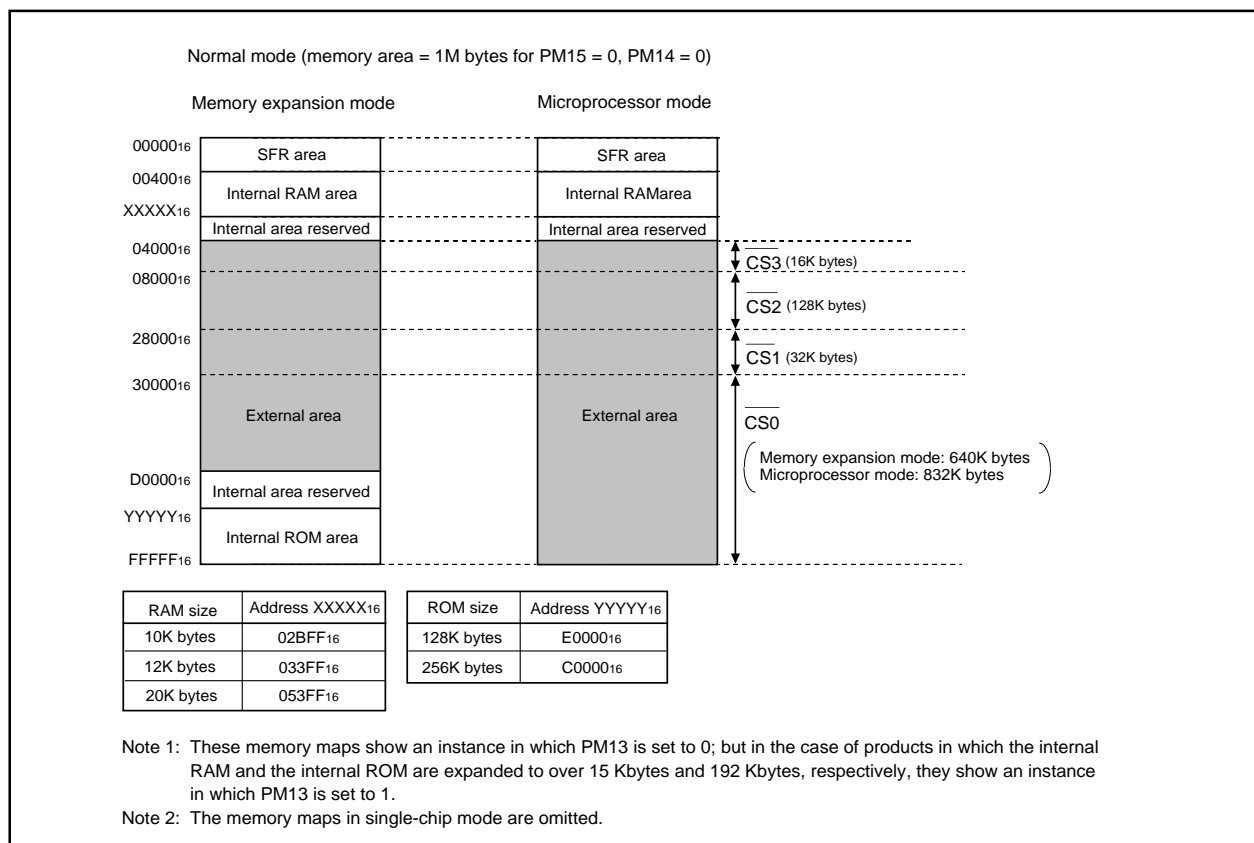 Normal mode (memory area = 1M bytes for PM15 = 0, PM14 = 0)
Memory expansion mode
Microprocessor mode
0000016
SFR area
SFR area
0040016
Internal RAM area
Internal RAMarea
XXXXX16
Internal area reserved
Internal area reserved
0400016
CS3 (16K bytes)
0800016
CS2 (128K bytes)
2800016
CS1 (32K bytes)
3000016
External area
External area
CS0
Memory expansion mode: 640K bytes
Microprocessor mode: 832K bytes
D000016
Internal area reserved
YYYYY16
Internal ROM area
FFFFF16
RAM size Address XXXXX16
10K bytes 02BFF16
12K bytes 033FF16
20K bytes 053FF16
ROM size Address YYYYY16
128K bytes E000016
256K bytes C000016
Note 1: These memory maps show an instance in which PM13 is set to 0; but in the case of products in which the internal
RAM and the internal ROM are expanded to over 15 Kbytes and 192 Kbytes, respectively, they show an instance
in which PM13 is set to 1.
Note 2: The memory maps in single-chip mode are omitted.